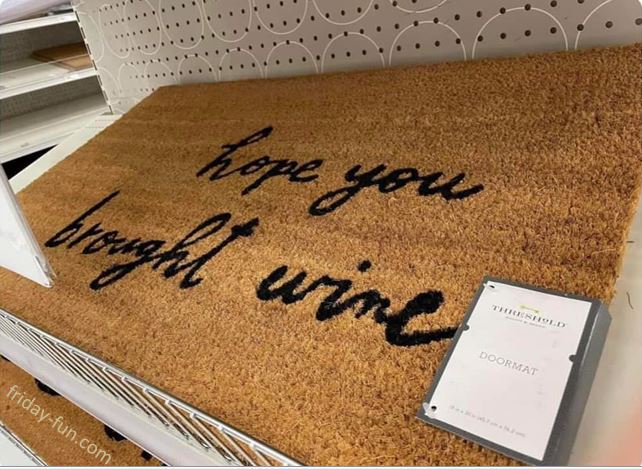 hope you
brought wine
THRESHOLD
DOORMAT
friday-fun.com